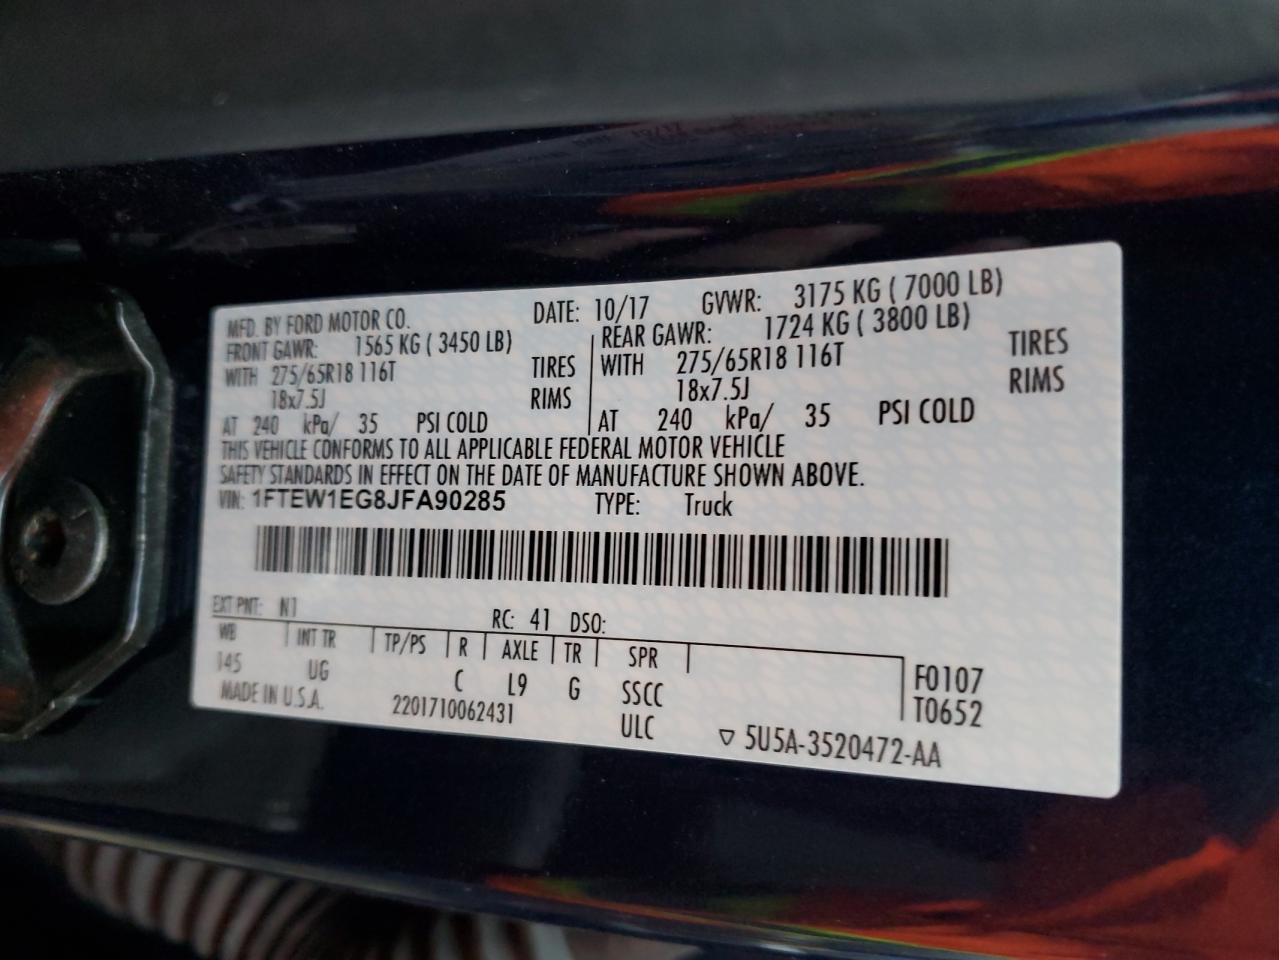 MFD. BY FORD MOTOR CO. DATE: 10/17 GVWR: 3175 KG ( 7000 LB)
FRONT GAWR: 1565 KG ( 3450 LB) REAR GAWR: 1724 KG ( 3800 LB)
WITH 275/65R18 116T TIRES WITH 275/65R18 116T TIRES
18x7.5J RIMS 18x7.5J RIMS
AT 240 kPa/ 35 PSI COLD AT 240 kPa/ 35 PSI COLD
THIS VEHICLE CONFORMS TO ALL APPLICABLE FEDERAL MOTOR VEHICLE
SAFETY STANDARDS IN EFFECT ON THE DATE OF MANUFACTURE SHOWN ABOVE.
VIN: 1FTEW1EG8JFA90285 TYPE: Truck
EXT PNT: N1 RC: 41 DSO:
WB INT TR TP/PS R AXLE TR SPR
145 UG C L9 G SSCC F0107
ULC T0652
MADE IN U.S.A. 2201710062431 ▽ 5U5A-3520472-AA